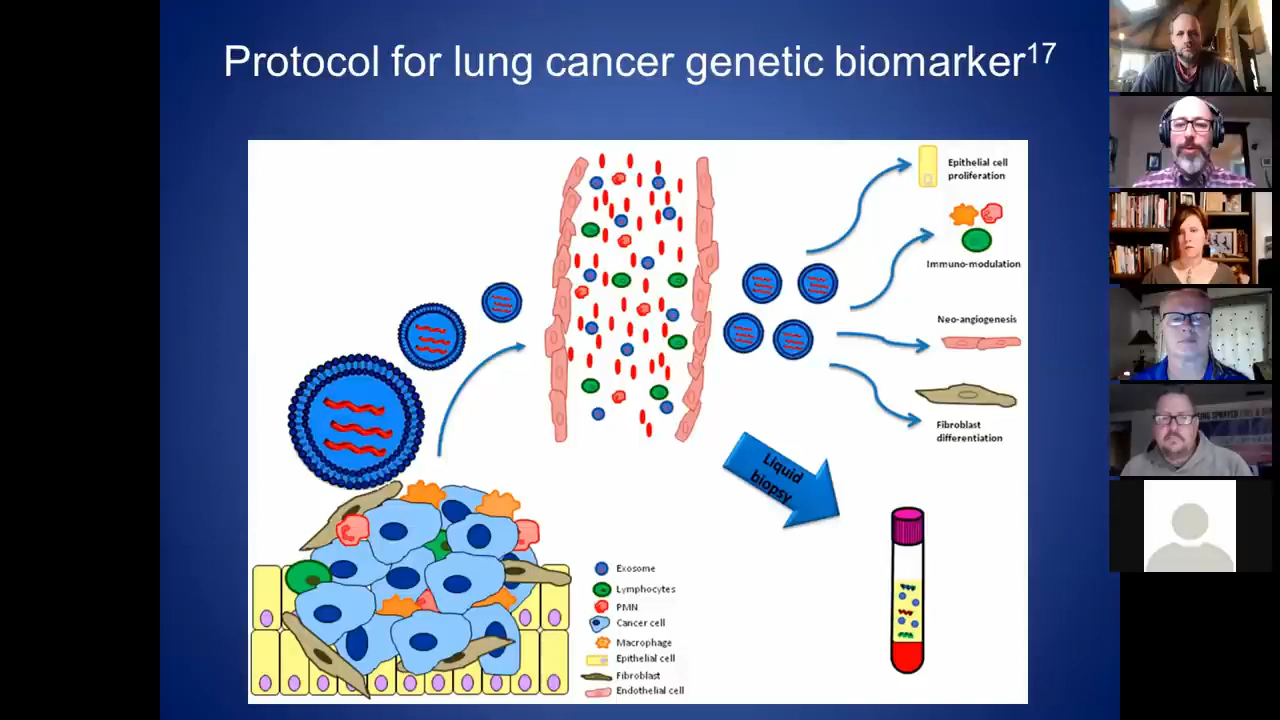 Protocol for lung cancer genetic biomarker17
Epithelial cell
proliferation
Immuno-modulation
Neo-angiogenesis
Fibroblast
differentiation
Liquid
biopsy
Exosome
Lymphocytes
PMN
Cancer cell
Macrophage
Epithelial cell
Fibroblast
Endothelial cell